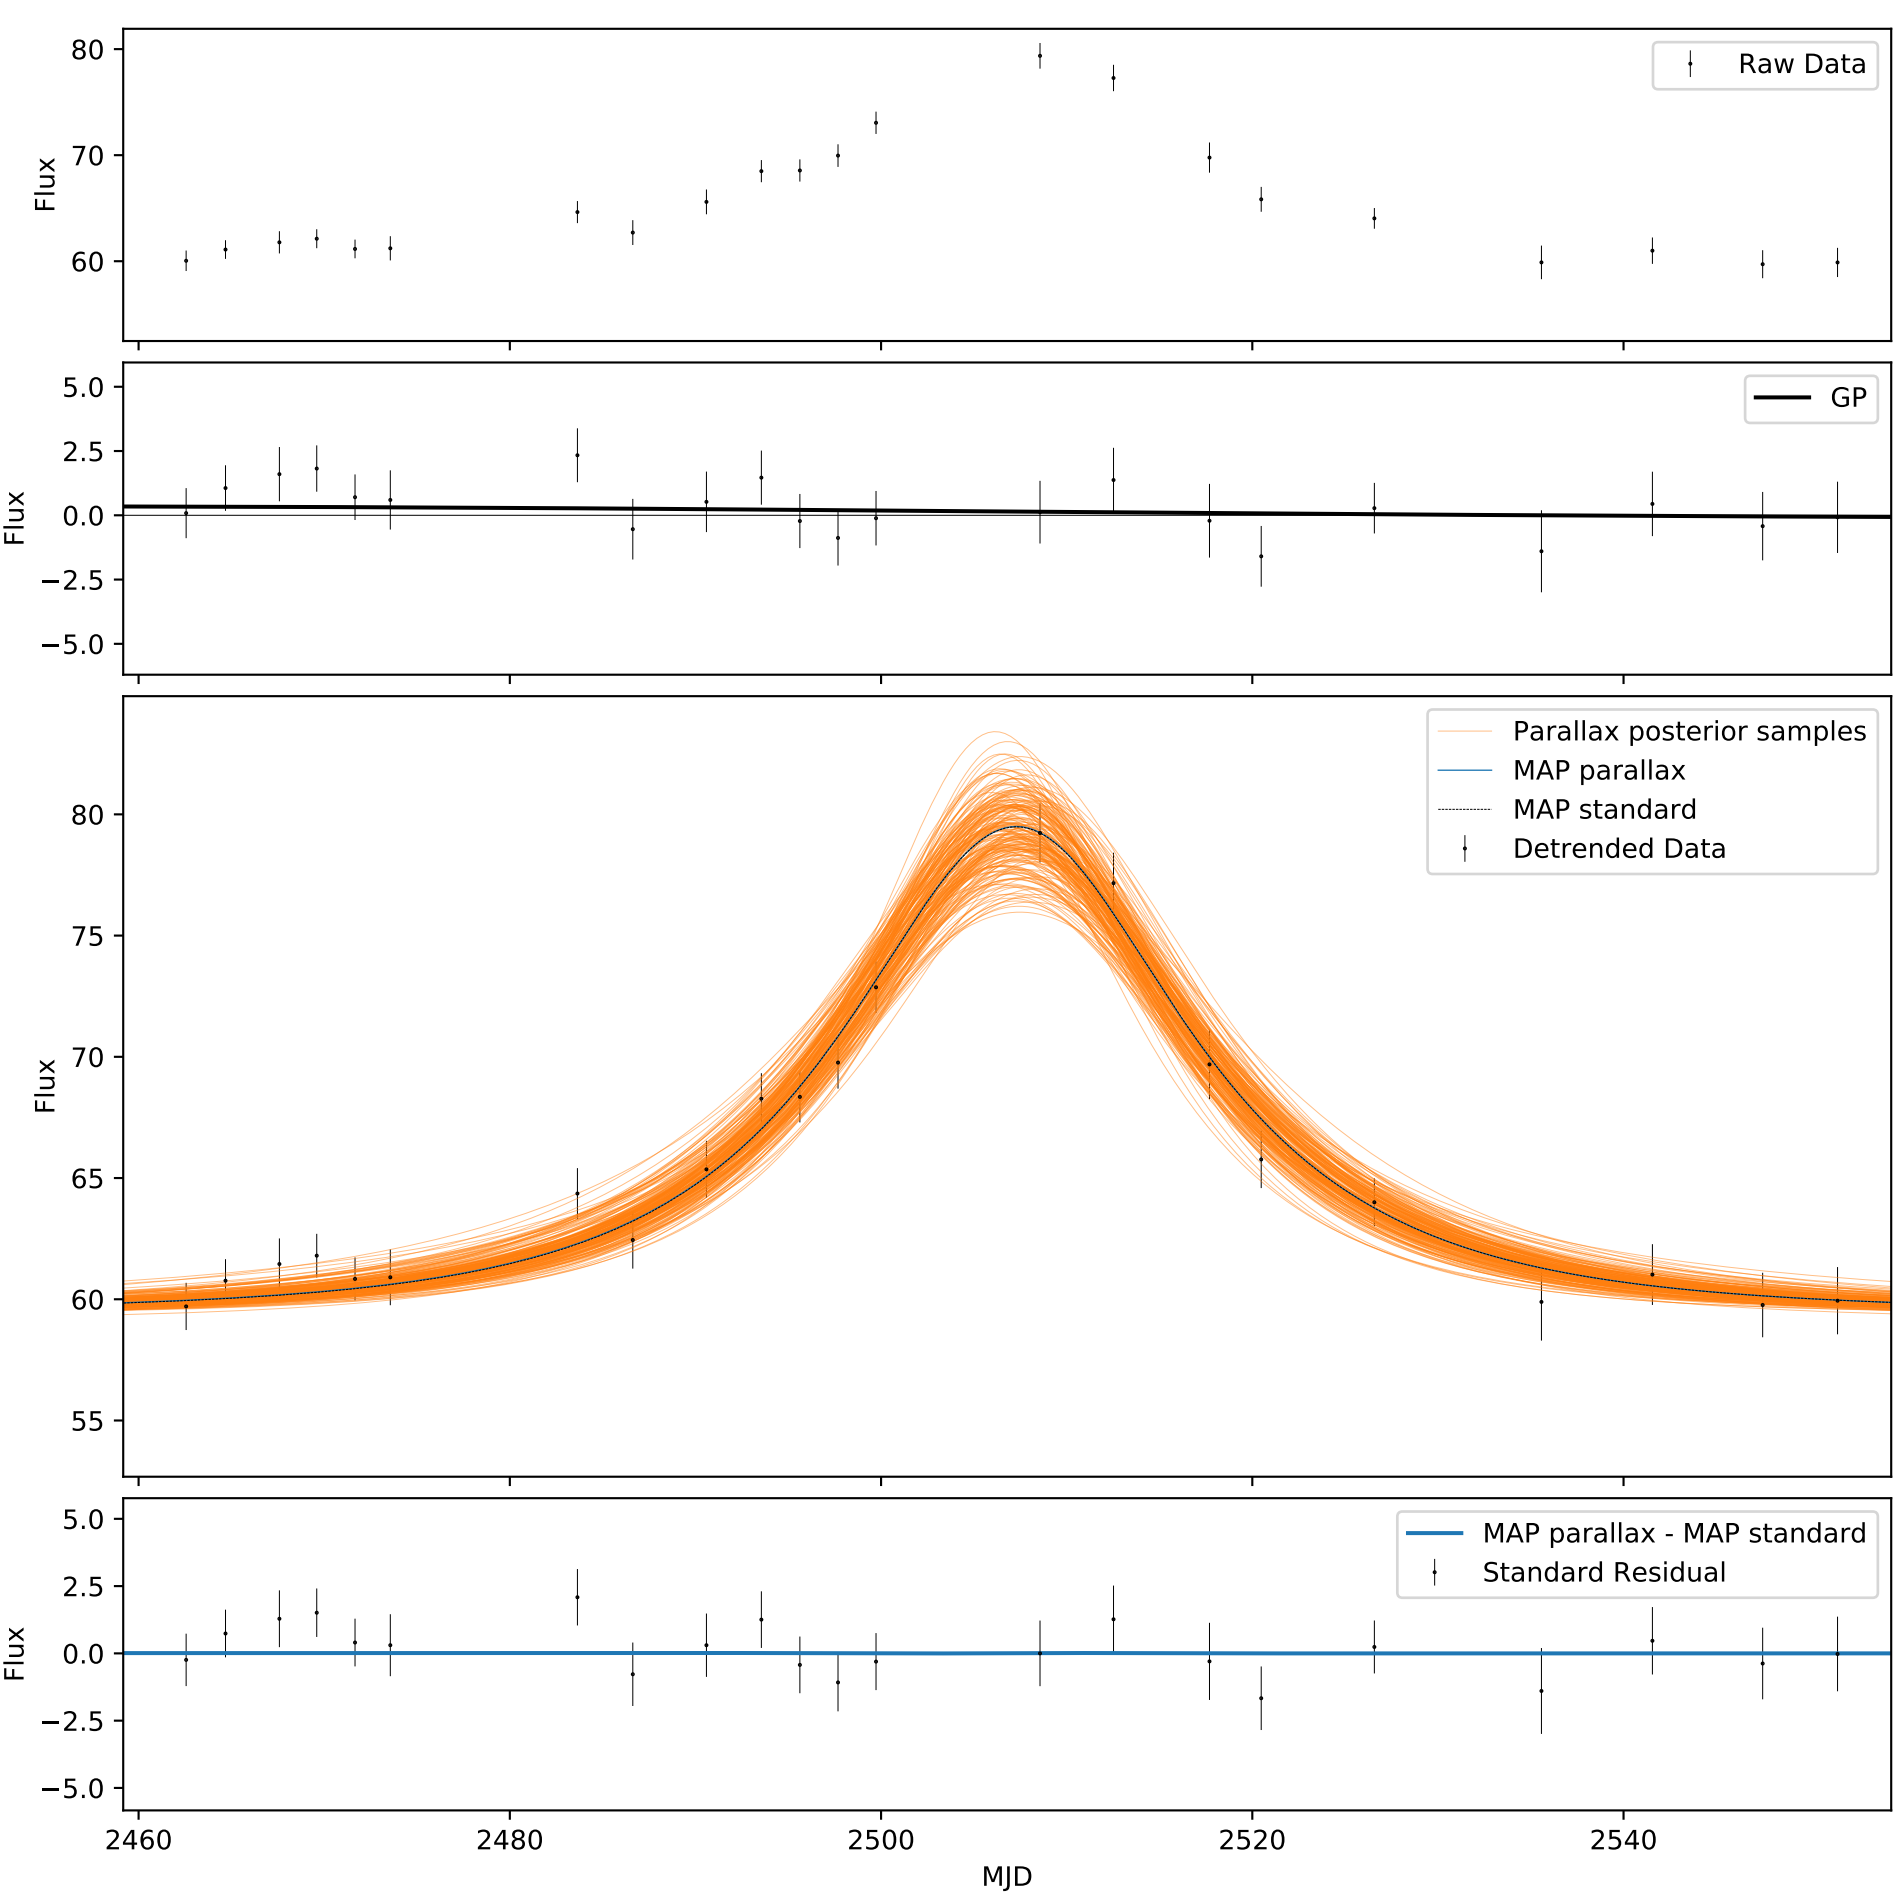 80
70
60
Flux
Raw Data
5.0
2.5
0.0
−2.5
−5.0
Flux
GP
80
75
70
65
60
55
Flux
Parallax posterior samples
MAP parallax
MAP standard
Detrended Data
5.0
2.5
0.0
−2.5
−5.0
Flux
MAP parallax - MAP standard
Standard Residual
2460
2480
2500
2520
2540
MJD